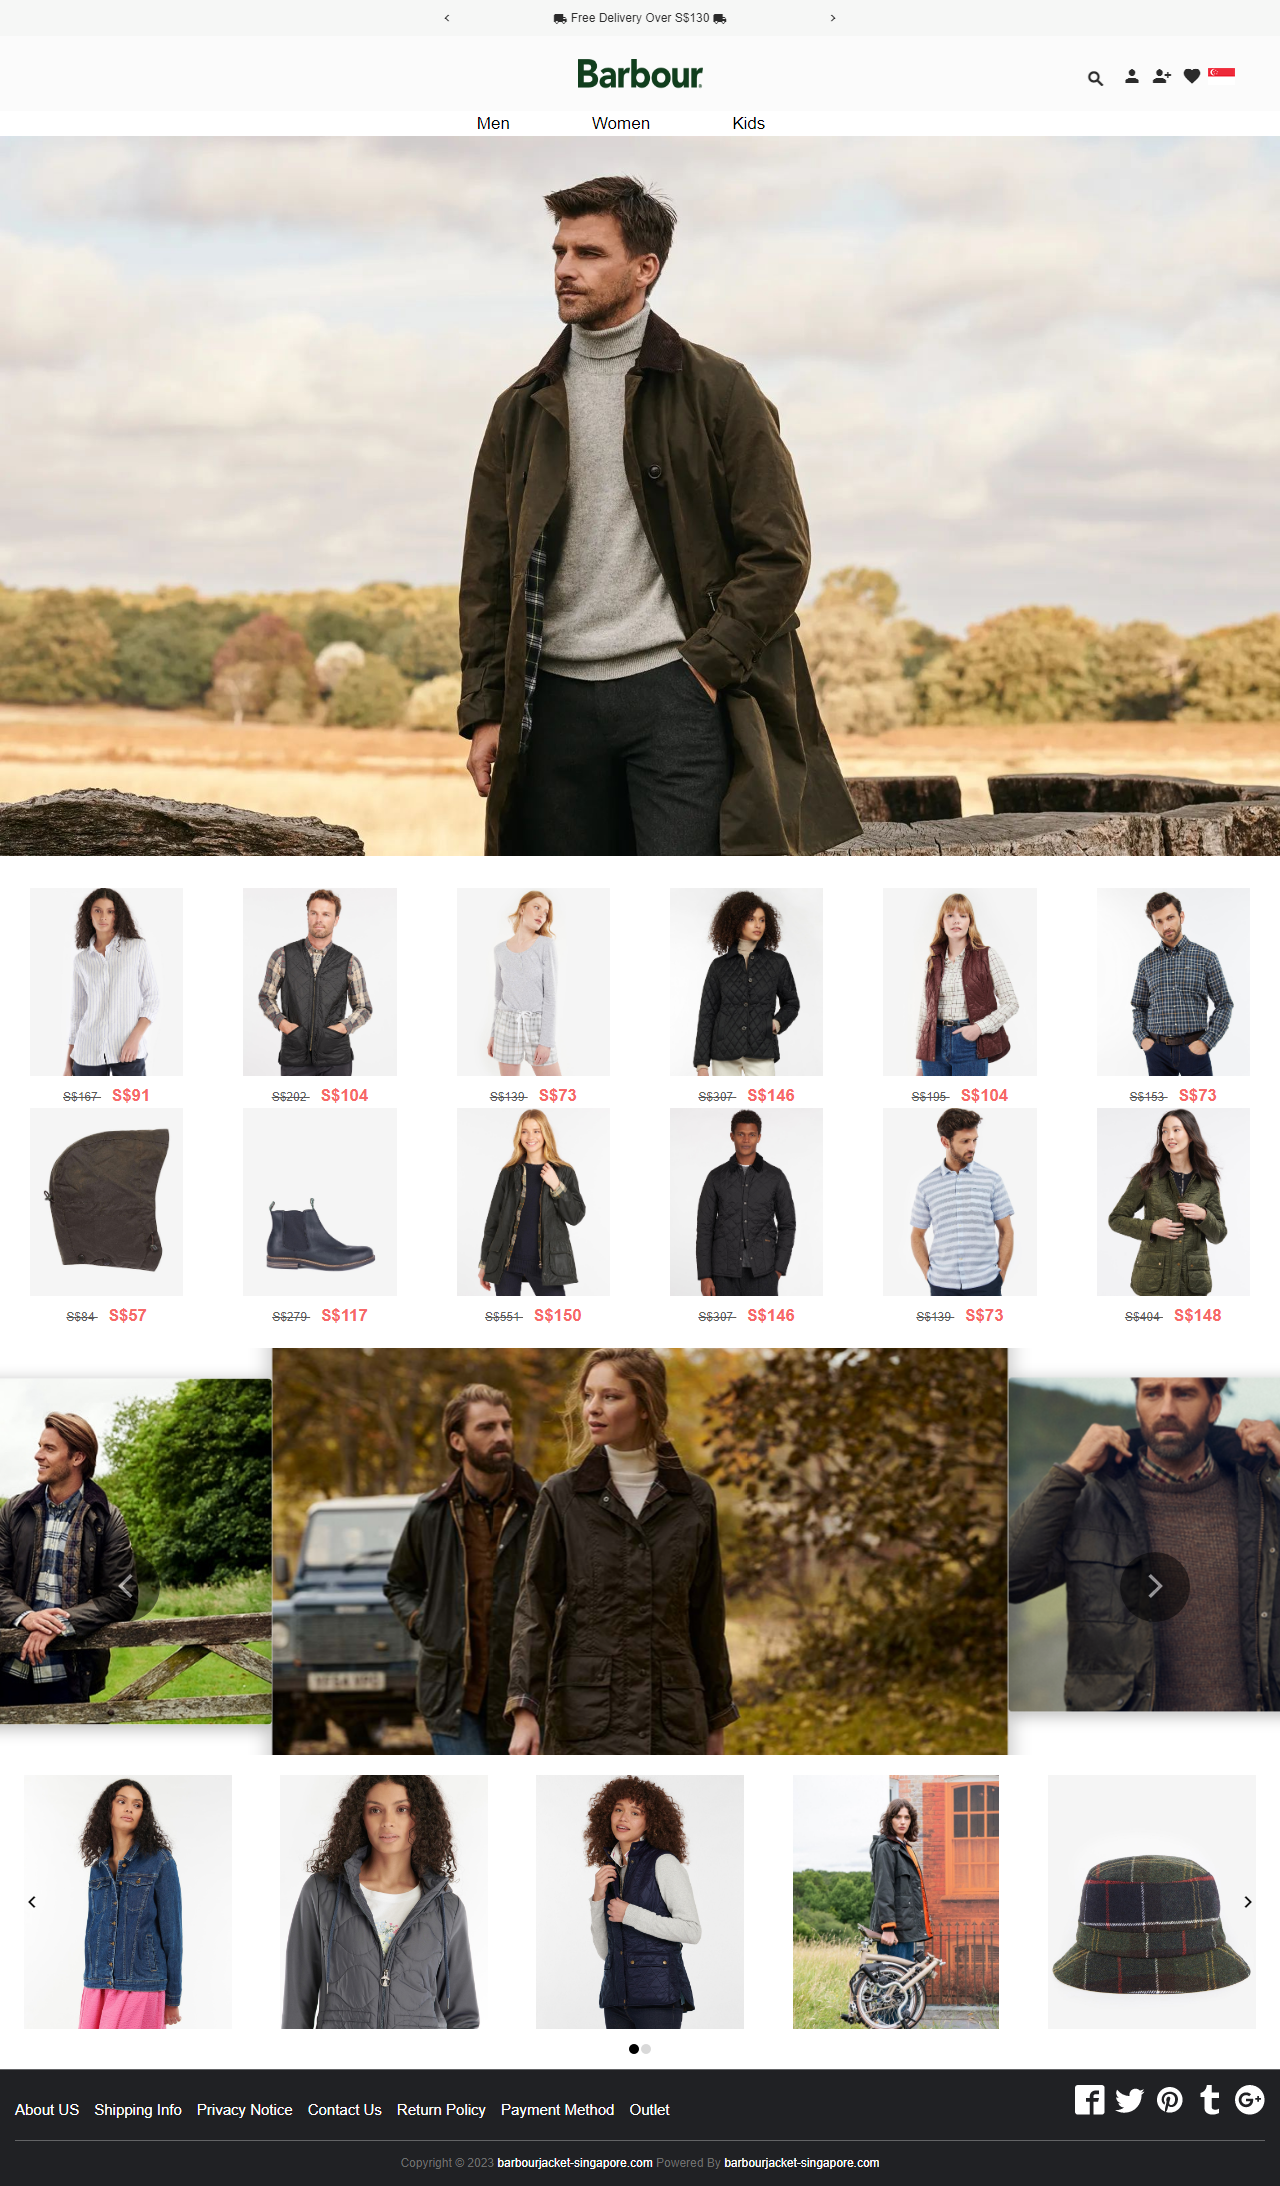 Free Delivery Over S$130
Barbour
Men Women Kids
S$167 S$91
S$202 S$104
S$139 S$73
S$307 S$146
S$195 S$104
S$153 S$73
S$84 S$57
S$279 S$117
S$551 S$150
S$307 S$146
S$139 S$73
S$404 S$148
About US Shipping Info Privacy Notice Contact Us Return Policy Payment Method Outlet
Copyright © 2023 barbourjacket-singapore.com Powered By barbourjacket-singapore.com